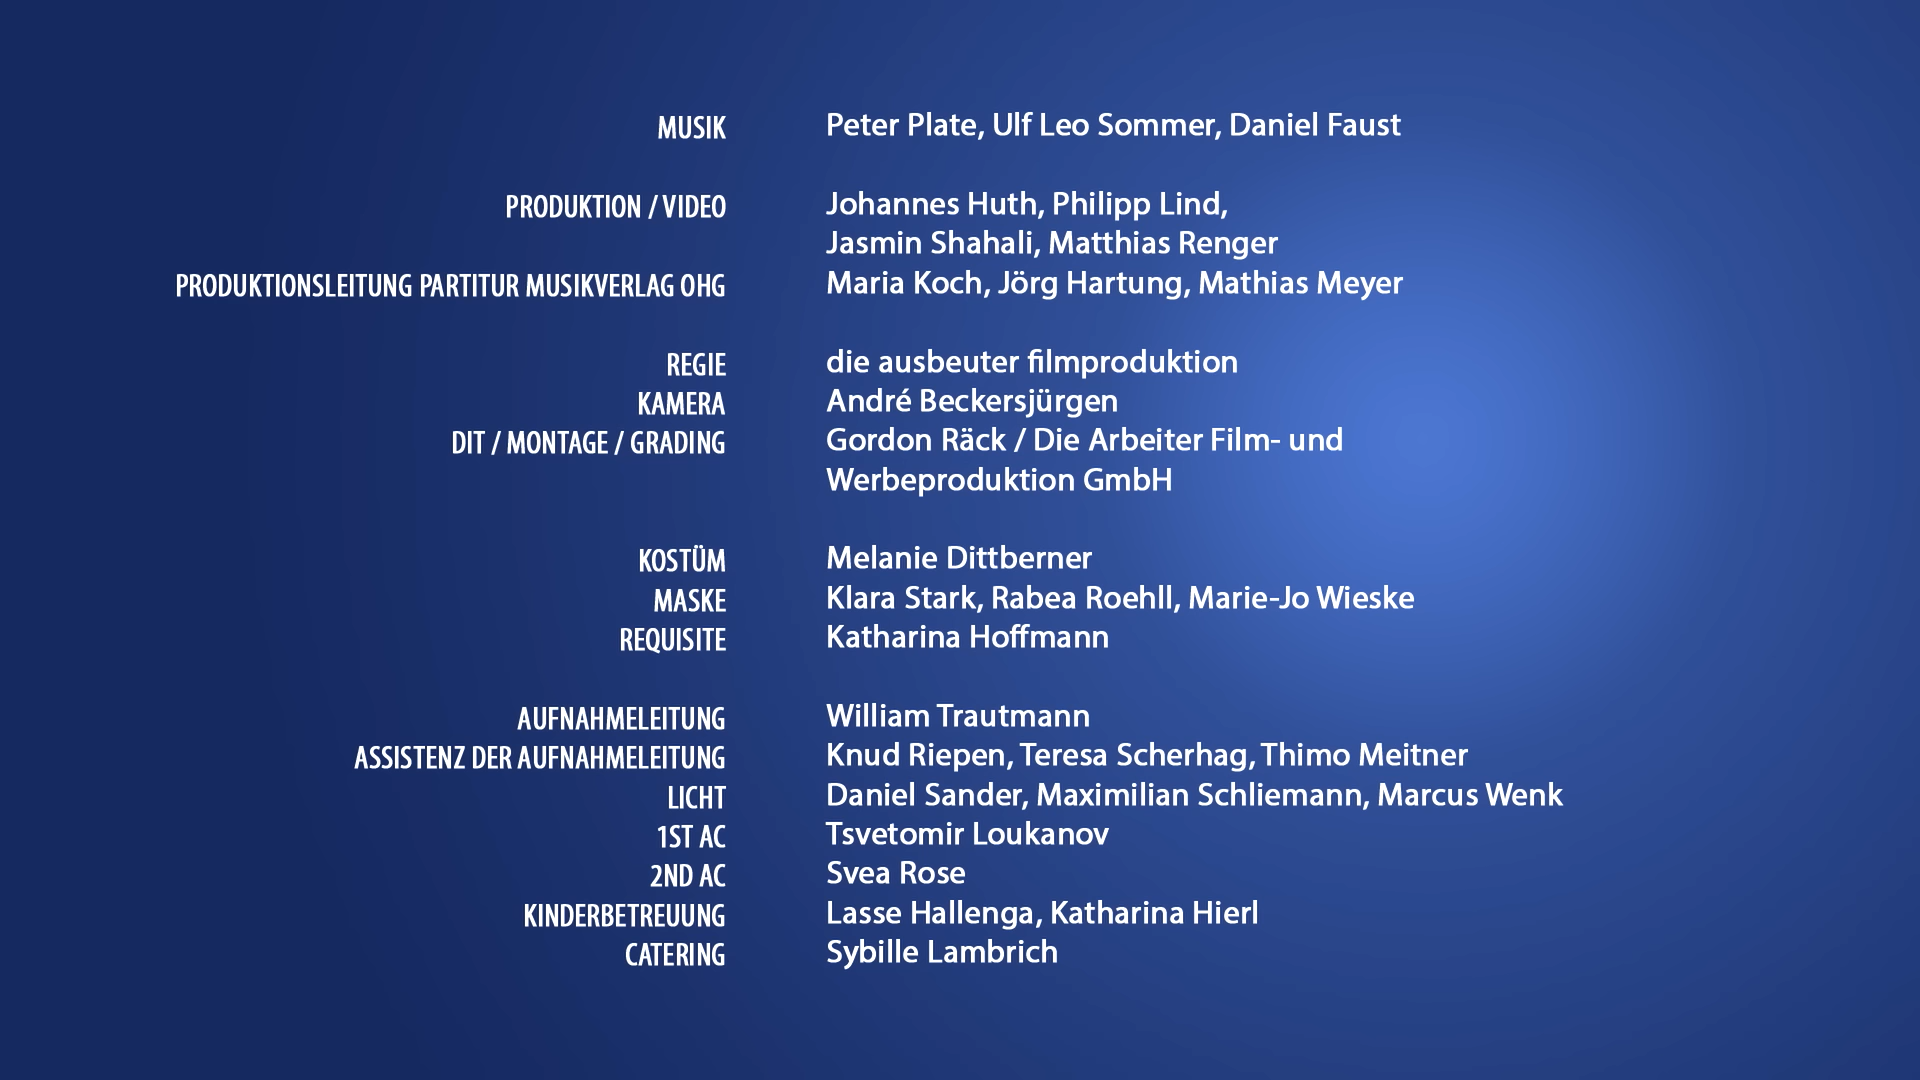 MUSIK Peter Plate, Ulf Leo Sommer, Daniel Faust
PRODUKTION / VIDEO Johannes Huth, Philipp Lind,
Jasmin Shahali, Matthias Renger
PRODUKTIONSLEITUNG PARTITUR MUSIKVERLAG OHG Maria Koch, Jörg Hartung, Mathias Meyer
REGIE die ausbeuter filmproduktion
KAMERA André Beckersjürgen
DIT / MONTAGE / GRADING Gordon Räck / Die Arbeiter Film- und
Werbeproduktion GmbH
KOSTÜM Melanie Dittberner
MASKE Klara Stark, Rabea Roehll, Marie-Jo Wieske
REQUISITE Katharina Hoffmann
AUFNAHMELEITUNG William Trautmann
ASSISTENZ DER AUFNAHMELEITUNG Knud Riepen, Teresa Scherhag, Thimo Meitner
LICHT Daniel Sander, Maximilian Schliemann, Marcus Wenk
1ST AC Tsvetomir Loukanov
2ND AC Svea Rose
KINDERBETREUUNG Lasse Hallenga, Katharina Hierl
CATERING Sybille Lambrich